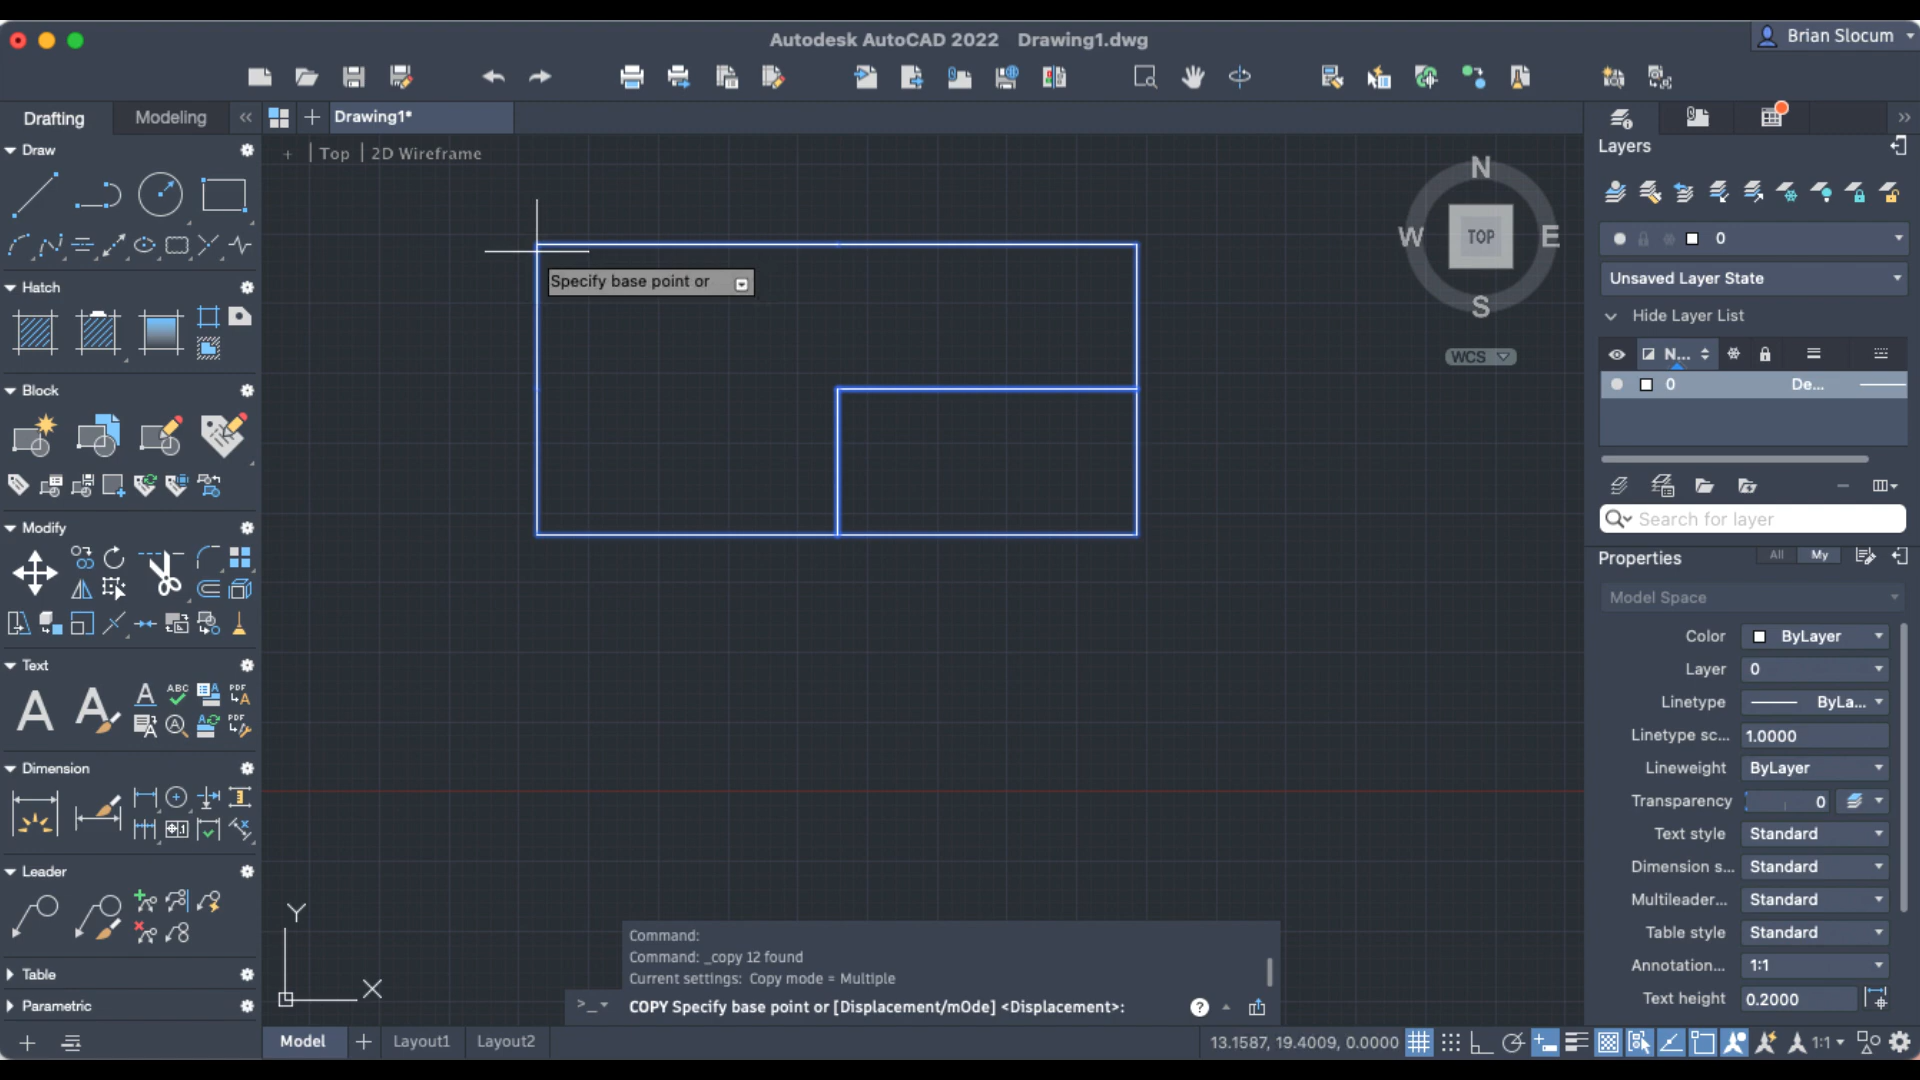 Autodesk AutoCAD 2022 Drawing1.dwg
Brian Slocum
Drafting
Modeling
Drawing1*
+ | Top | 2D Wireframe
Draw
Hatch
Block
Modify
Text
ABC
PDF
A
PDF
Dimension
Leader
Table
Parametric
Specify base point or
N
W
TOP
E
S
WCS
Y
X
Command:
Command: _copy 12 found
Current settings: Copy mode = Multiple
>_ COPY Specify base point or [Displacement/mOde] <Displacement>:
Model
Layout1
Layout2
13.1587, 19.4009, 0.0000
1:1
Layers
0
Unsaved Layer State
Hide Layer List
N...
0 De...
Search for layer
Properties
All
My
Model Space
Color ByLayer
Layer 0
Linetype ByLa...
Linetype sc... 1.0000
Lineweight ByLayer
Transparency 0
Text style Standard
Dimension s... Standard
Multileader... Standard
Table style Standard
Annotation... 1:1
Text height 0.2000